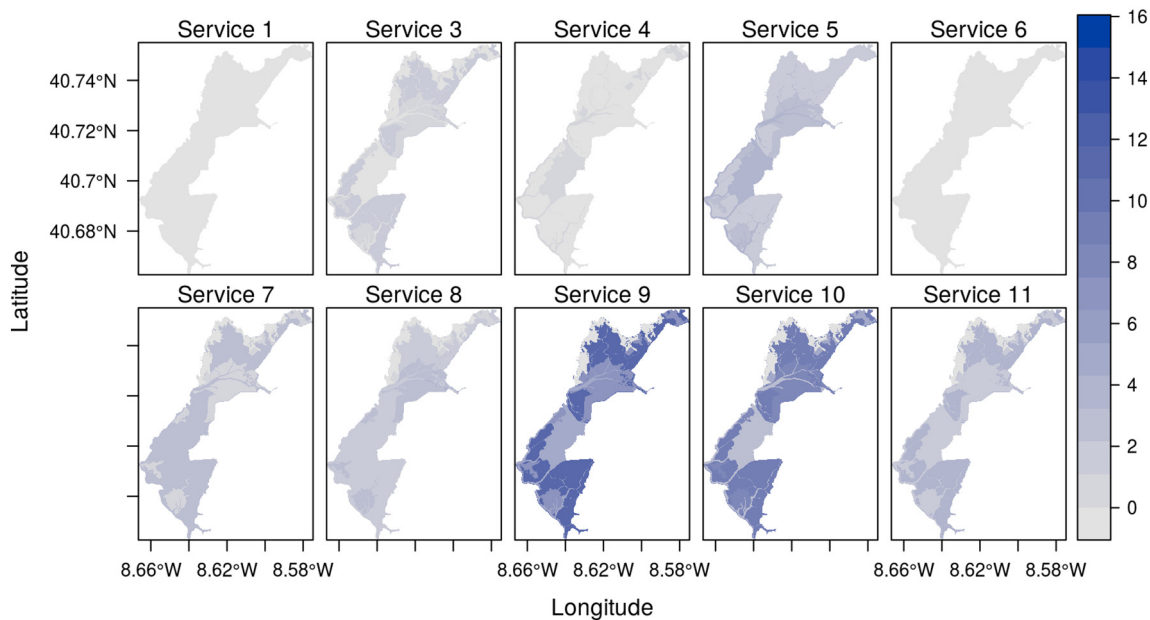 Service 1 Service 3 Service 4 Service 5 Service 6
40.74°N
40.72°N
40.7°N
40.68°N
Latitude
Service 7 Service 8 Service 9 Service 10 Service 11
8.66°W 8.62°W 8.58°W 8.66°W 8.62°W 8.58°W 8.66°W 8.62°W 8.58°W
Longitude
16
14
12
10
8
6
4
2
0